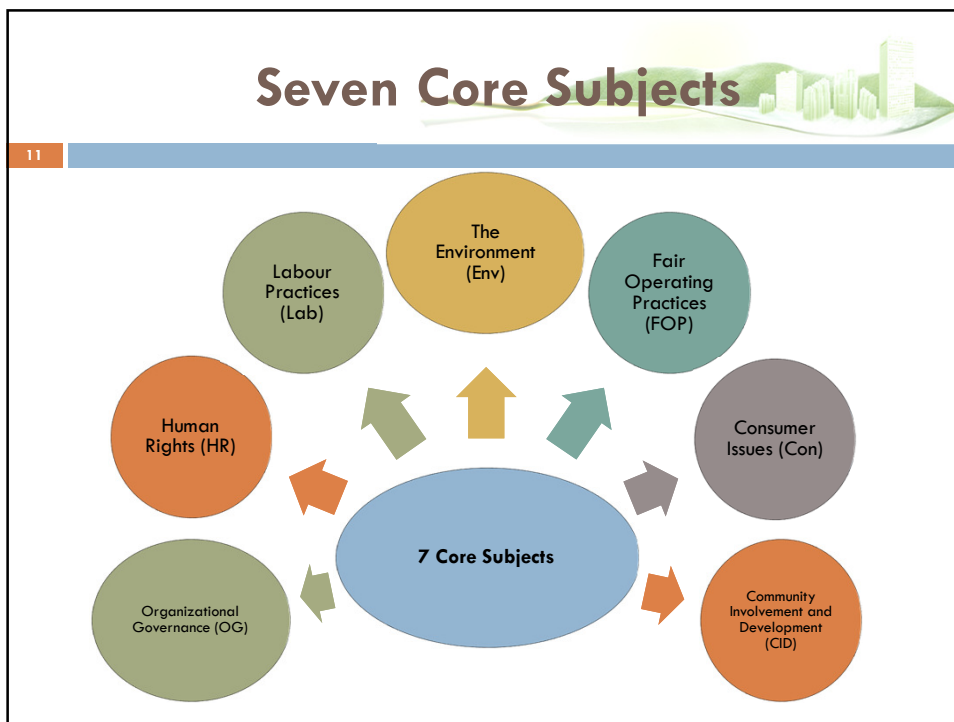 Seven Core Subjects
11
The
Environment
(Env)
Labour
Practices
(Lab)
Fair
Operating
Practices
(FOP)
Human
Rights (HR)
Consumer
Issues (Con)
7 Core Subjects
Organizational
Governance (OG)
Community
Involvement and
Development
(CID)